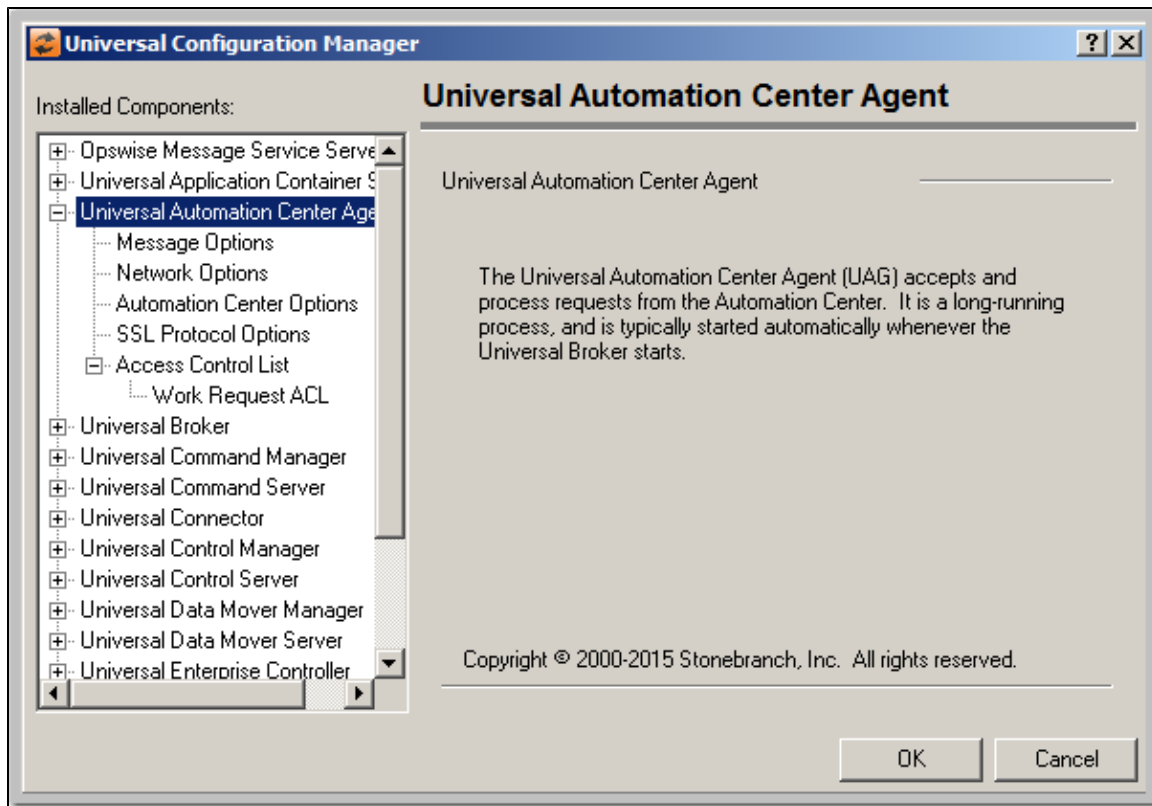 Universal Configuration Manager
Installed Components:
Opswise Message Service Serve
Universal Application Container S
Universal Automation Center Age
Message Options
Network Options
Automation Center Options
SSL Protocol Options
Access Control List
Work Request ACL
Universal Broker
Universal Command Manager
Universal Command Server
Universal Connector
Universal Control Manager
Universal Control Server
Universal Data Mover Manager
Universal Data Mover Server
Universal Enterprise Controller
Universal Automation Center Agent
Universal Automation Center Agent
The Universal Automation Center Agent (UAG) accepts and
process requests from the Automation Center. It is a long-running
process, and is typically started automatically whenever the
Universal Broker starts.
Copyright © 2000-2015 Stonebranch, Inc. All rights reserved.
OK
Cancel